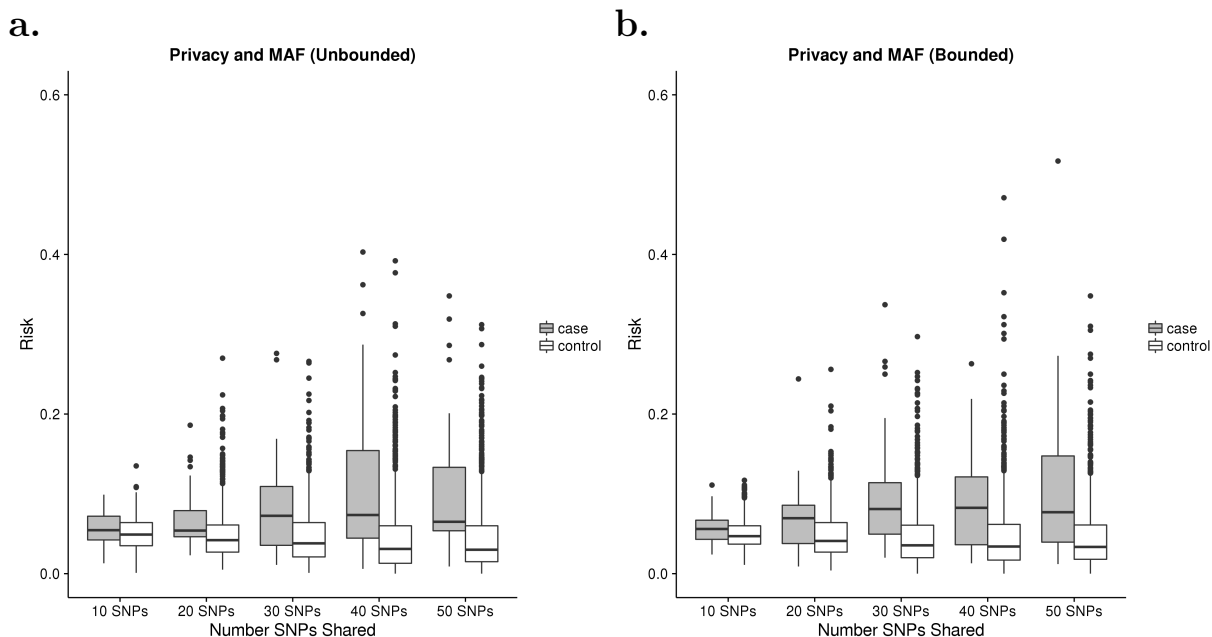 a.
Privacy and MAF (Unbounded)
0.6
0.4
0.2
0.0
Risk
10 SNPs 20 SNPs 30 SNPs 40 SNPs 50 SNPs
Number SNPs Shared
case
control
b.
Privacy and MAF (Bounded)
0.6
0.4
0.2
0.0
Risk
10 SNPs 20 SNPs 30 SNPs 40 SNPs 50 SNPs
Number SNPs Shared
case
control